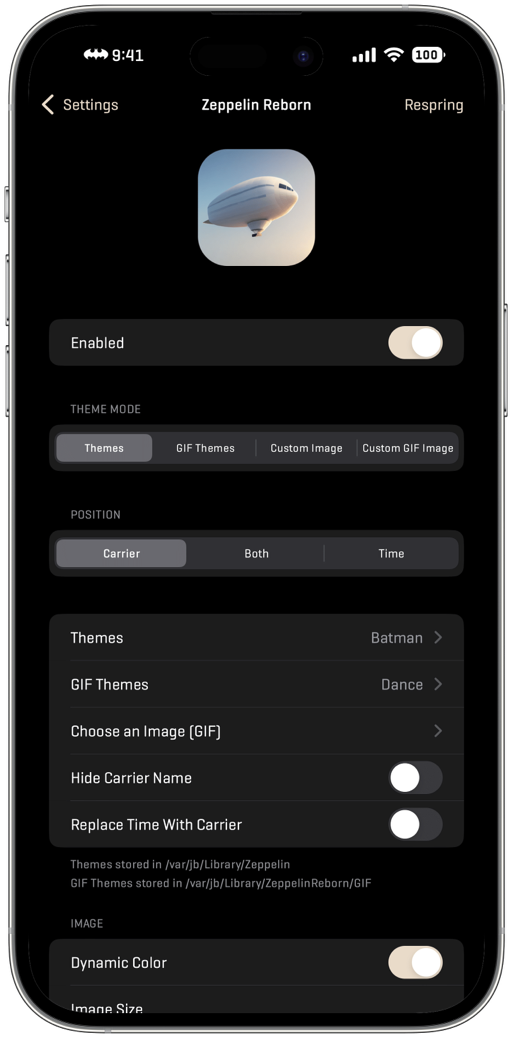 9:41
100
Settings
Zeppelin Reborn
Respring
Enabled
THEME MODE
Themes
GIF Themes
Custom Image
Custom GIF Image
POSITION
Carrier
Both
Time
Themes
Batman
GIF Themes
Dance
Choose an Image (GIF)
Hide Carrier Name
Replace Time With Carrier
Themes stored in /var/jb/Library/Zeppelin
GIF Themes stored in /var/jb/Library/ZeppelinReborn/GIF
IMAGE
Dynamic Color
Image Size